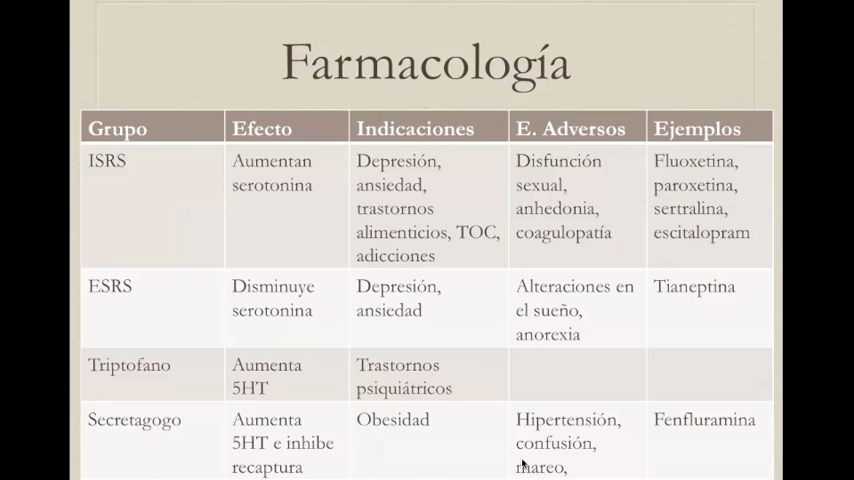 Farmacología
Grupo Efecto Indicaciones E. Adversos Ejemplos
ISRS Aumentan Depresión, Disfunción Fluoxetina,
serotonina ansiedad, sexual, paroxetina,
trastornos anhedonia, sertralina,
alimenticios, TOC, coagulopatía escitalopram
adicciones
ESRS Disminuye Depresión, Alteraciones en Tianeptina
serotonina ansiedad el sueño,
anorexia
Triptofano Aumenta Trastornos
5HT psiquiátricos
Secretagogo Aumenta Obesidad Hipertensión, Fenfluramina
5HT e inhibe confusión,
recaptura mareo,